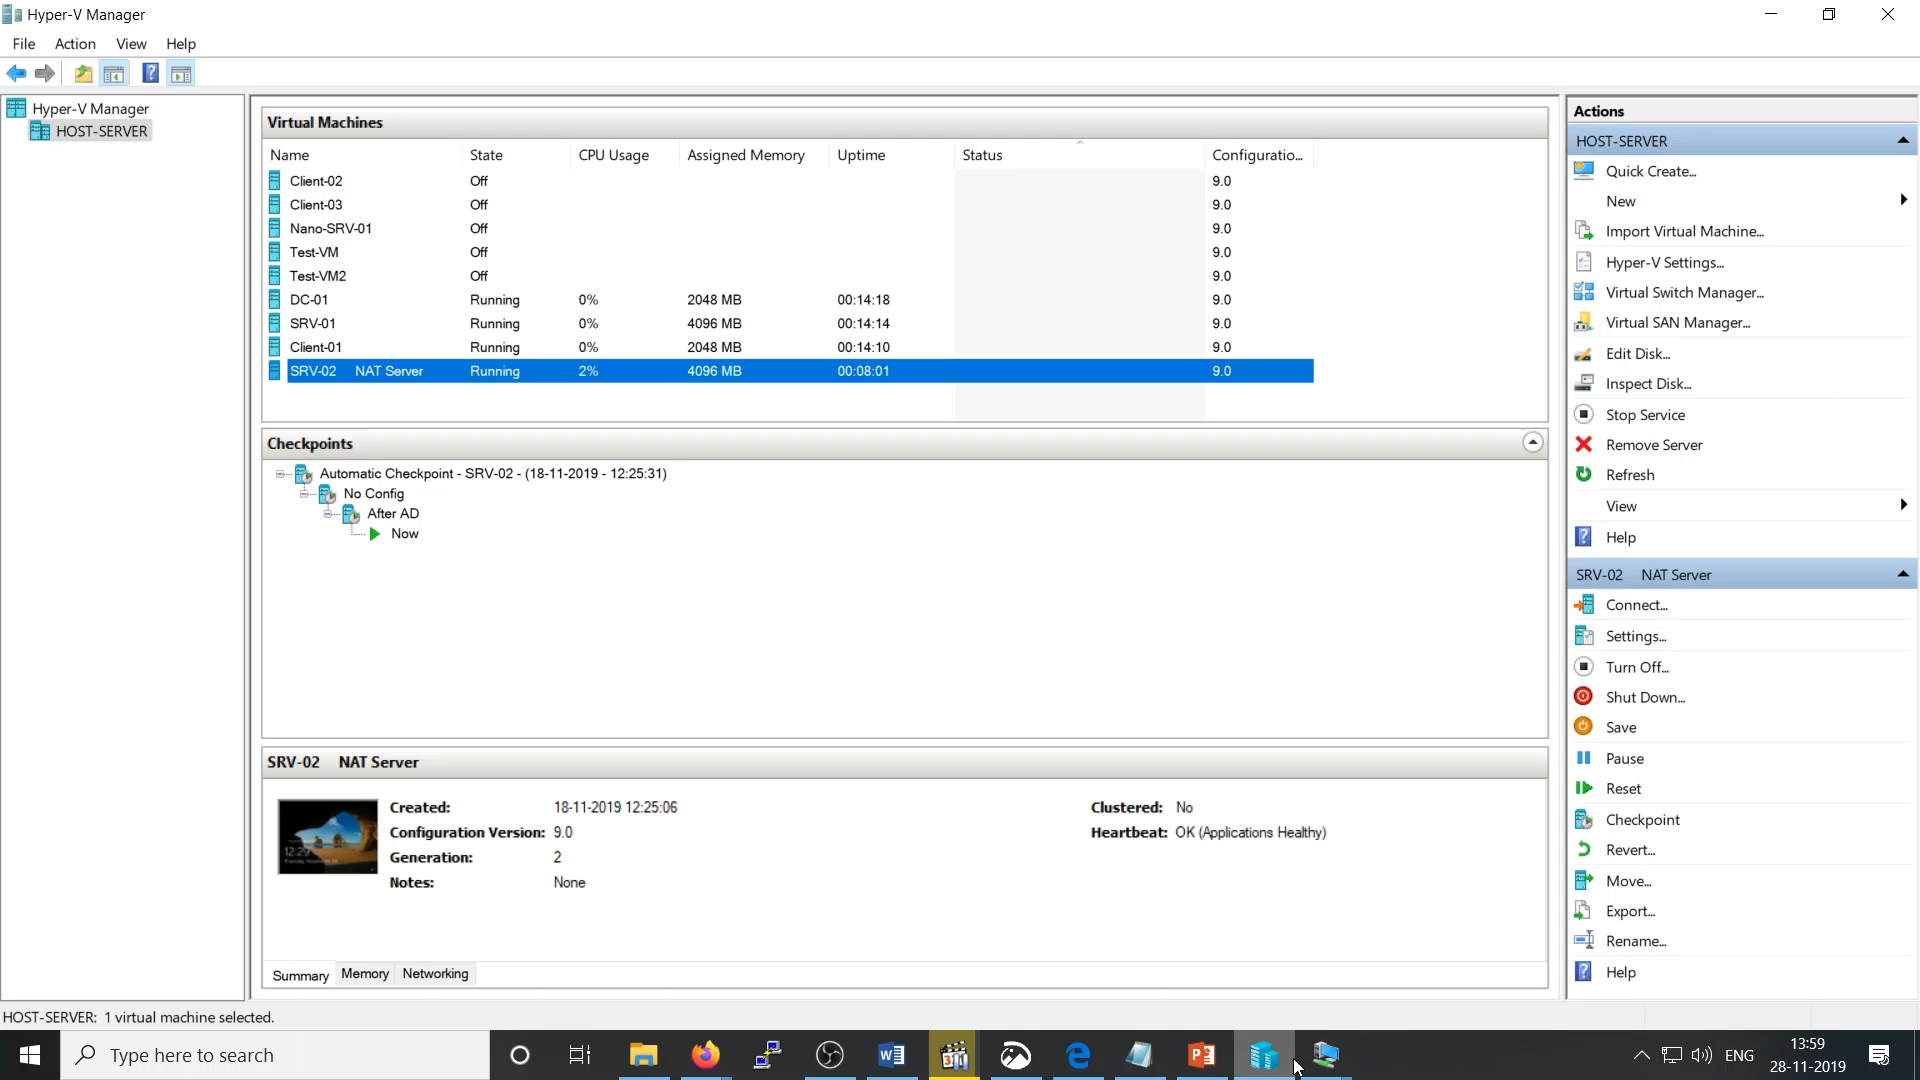 Hyper-V Manager
File Action View Help
Hyper-V Manager
HOST-SERVER
Virtual Machines
Name State CPU Usage Assigned Memory Uptime Status Configuratio...
Client-02 Off 9.0
Client-03 Off 9.0
Nano-SRV-01 Off 9.0
Test-VM Off 9.0
Test-VM2 Off 9.0
DC-01 Running 0% 2048 MB 00:14:18 9.0
SRV-01 Running 0% 4096 MB 00:14:14 9.0
Client-01 Running 0% 2048 MB 00:14:10 9.0
SRV-02 NAT Server Running 2% 4096 MB 00:08:01 9.0
Checkpoints
Automatic Checkpoint - SRV-02 - (18-11-2019 - 12:25:31)
No Config
After AD
Now
SRV-02 NAT Server
Created: 18-11-2019 12:25:06 Clustered: No
Configuration Version: 9.0 Heartbeat: OK (Applications Healthy)
Generation: 2
Notes: None
12:29
Summary Memory Networking
Actions
HOST-SERVER
Quick Create...
New
Import Virtual Machine...
Hyper-V Settings...
Virtual Switch Manager...
Virtual SAN Manager...
Edit Disk...
Inspect Disk...
Stop Service
Remove Server
Refresh
View
Help
SRV-02 NAT Server
Connect...
Settings...
Turn Off...
Shut Down...
Save
Pause
Reset
Checkpoint
Revert...
Move...
Export...
Rename...
Help
HOST-SERVER: 1 virtual machine selected.
Type here to search
ENG
13:59
28-11-2019